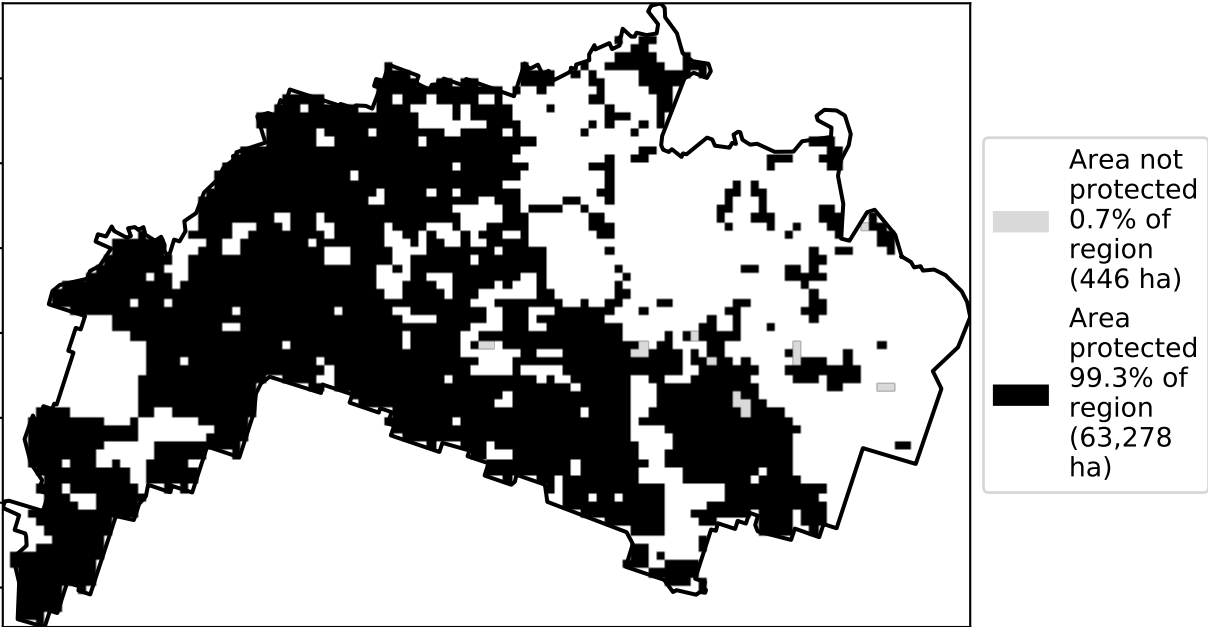 Area not
protected
0.7% of
region
(446 ha)
Area
protected
99.3% of
region
(63,278
ha)